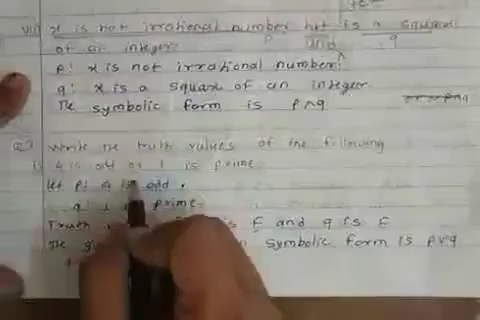 vii) x is not irrational number but is a square
of an integer.
p and q
p: x is not irrational number.
q: x is a square of an integer
The symbolic form is p∧q
Q2 Write the truth values of the following
1) 4 is odd or 1 is prime.
let p: 4 is odd.
q: 1 prime.
Truth is F and q is F
The symbolic form is p∨q